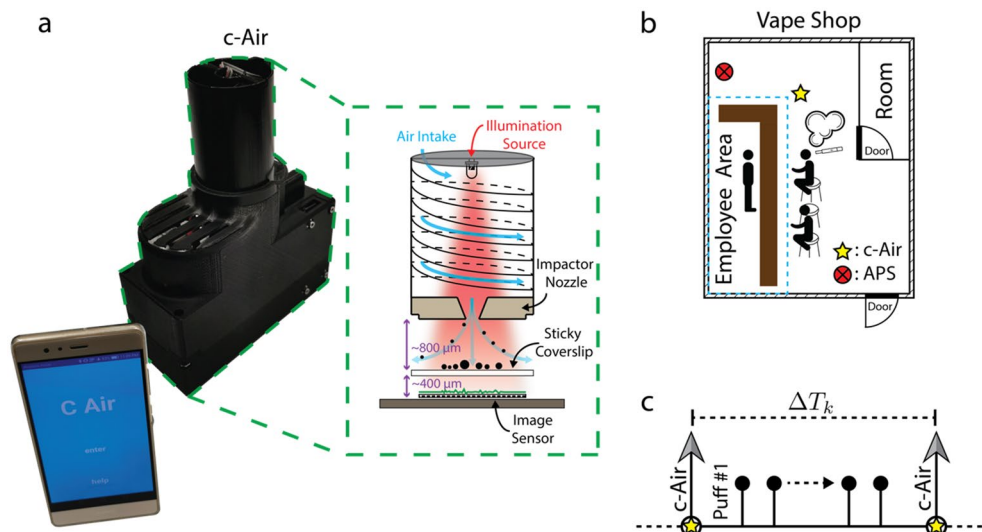 a
c-Air
C Air
enter
help
Air Intake
Illumination
Source
Impactor
Nozzle
~800 μm
Sticky
Coverslip
~400 μm
Image
Sensor
b
Vape Shop
Room
Door
Employee Area
: c-Air
: APS
Door
c
ΔTₖ
c-Air
Puff #1
c-Air